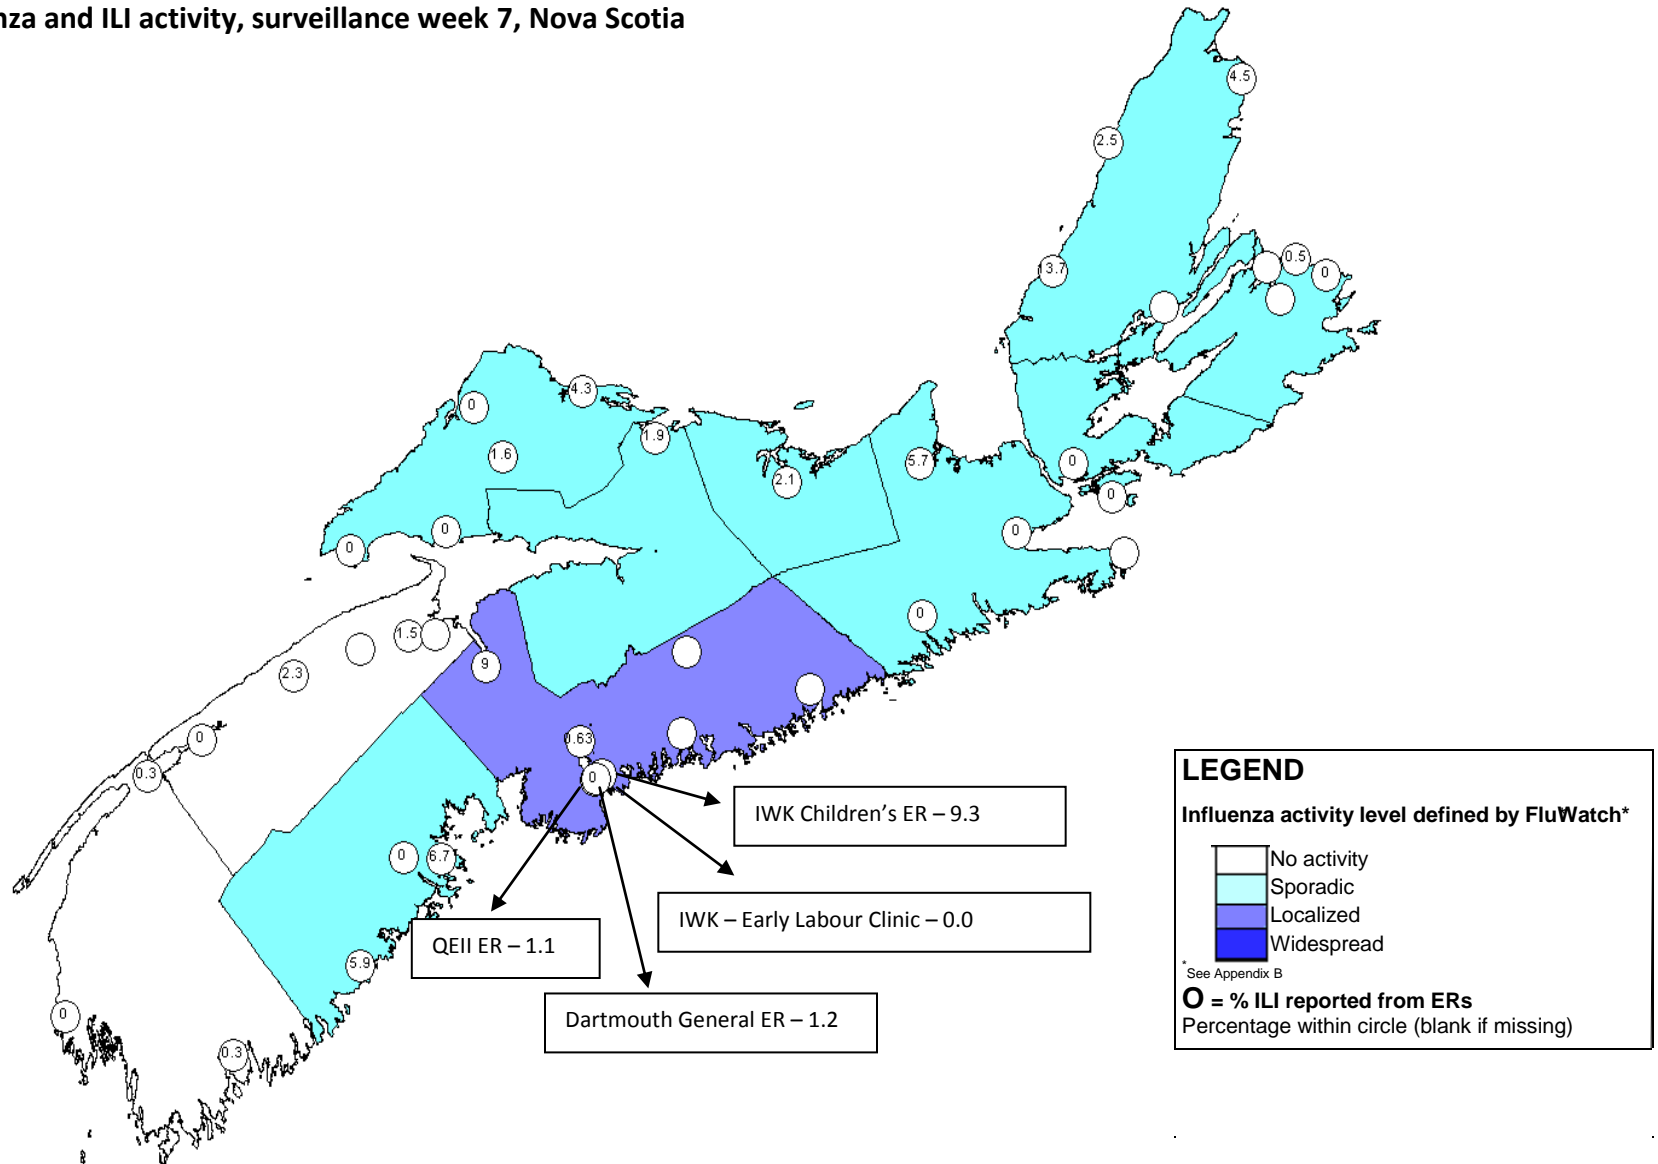 nza and ILI activity, surveillance week 7, Nova Scotia
4.5
2.5
13.7
0.5
0
4.3
0
1.9
1.6
5.7
2.1
0
0
0
0
0
0
1.5
9
2.3
0
0.63
0.3
0
0
6.7
5.9
0
0.3
IWK Children's ER – 9.3
IWK – Early Labour Clinic – 0.0
QEII ER – 1.1
Dartmouth General ER – 1.2
LEGEND
Influenza activity level defined by FluWatch*
No activity
Sporadic
Localized
Widespread
*See Appendix B
O = % ILI reported from ERs
Percentage within circle (blank if missing)